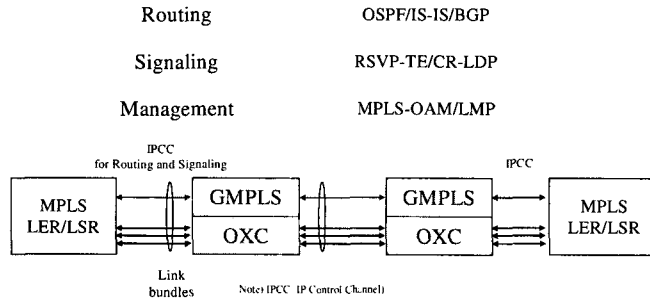 Routing OSPF/IS-IS/BGP
Signaling RSVP-TE/CR-LDP
Management MPLS-OAM/LMP
IPCC
for Routing and Signaling
IPCC
MPLS
LER/LSR
GMPLS
OXC
GMPLS
OXC
MPLS
LER/LSR
Link
bundles
Note) IPCC IP Control Channel)